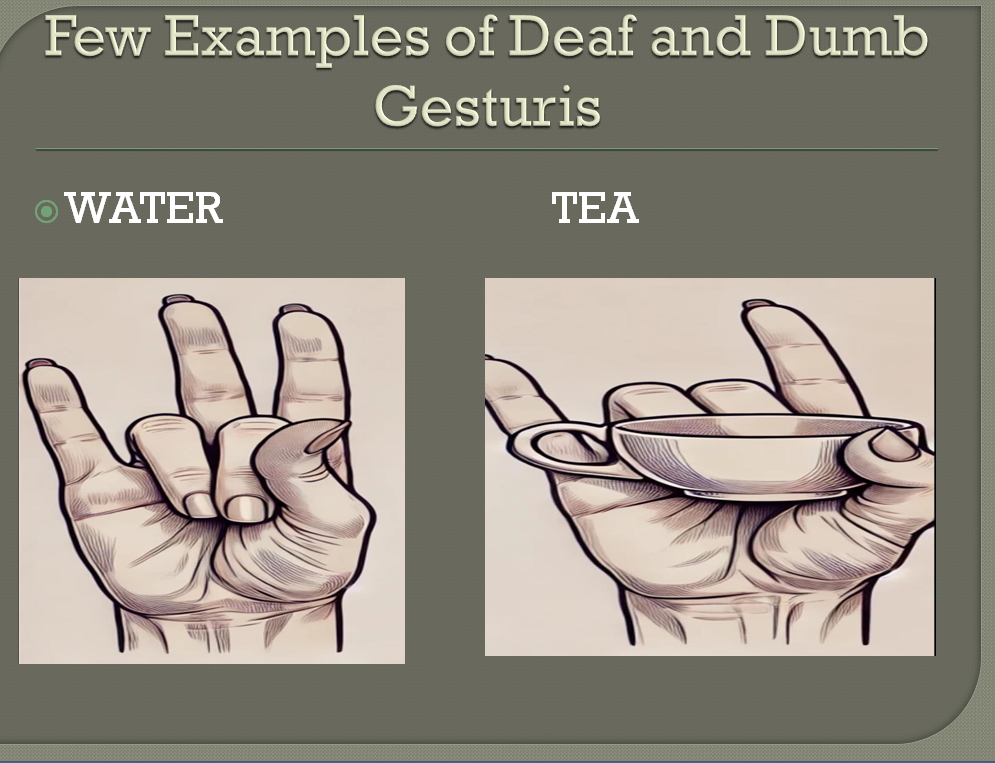 Few Examples of Deaf and Dumb
Gesturis
WATER
TEA